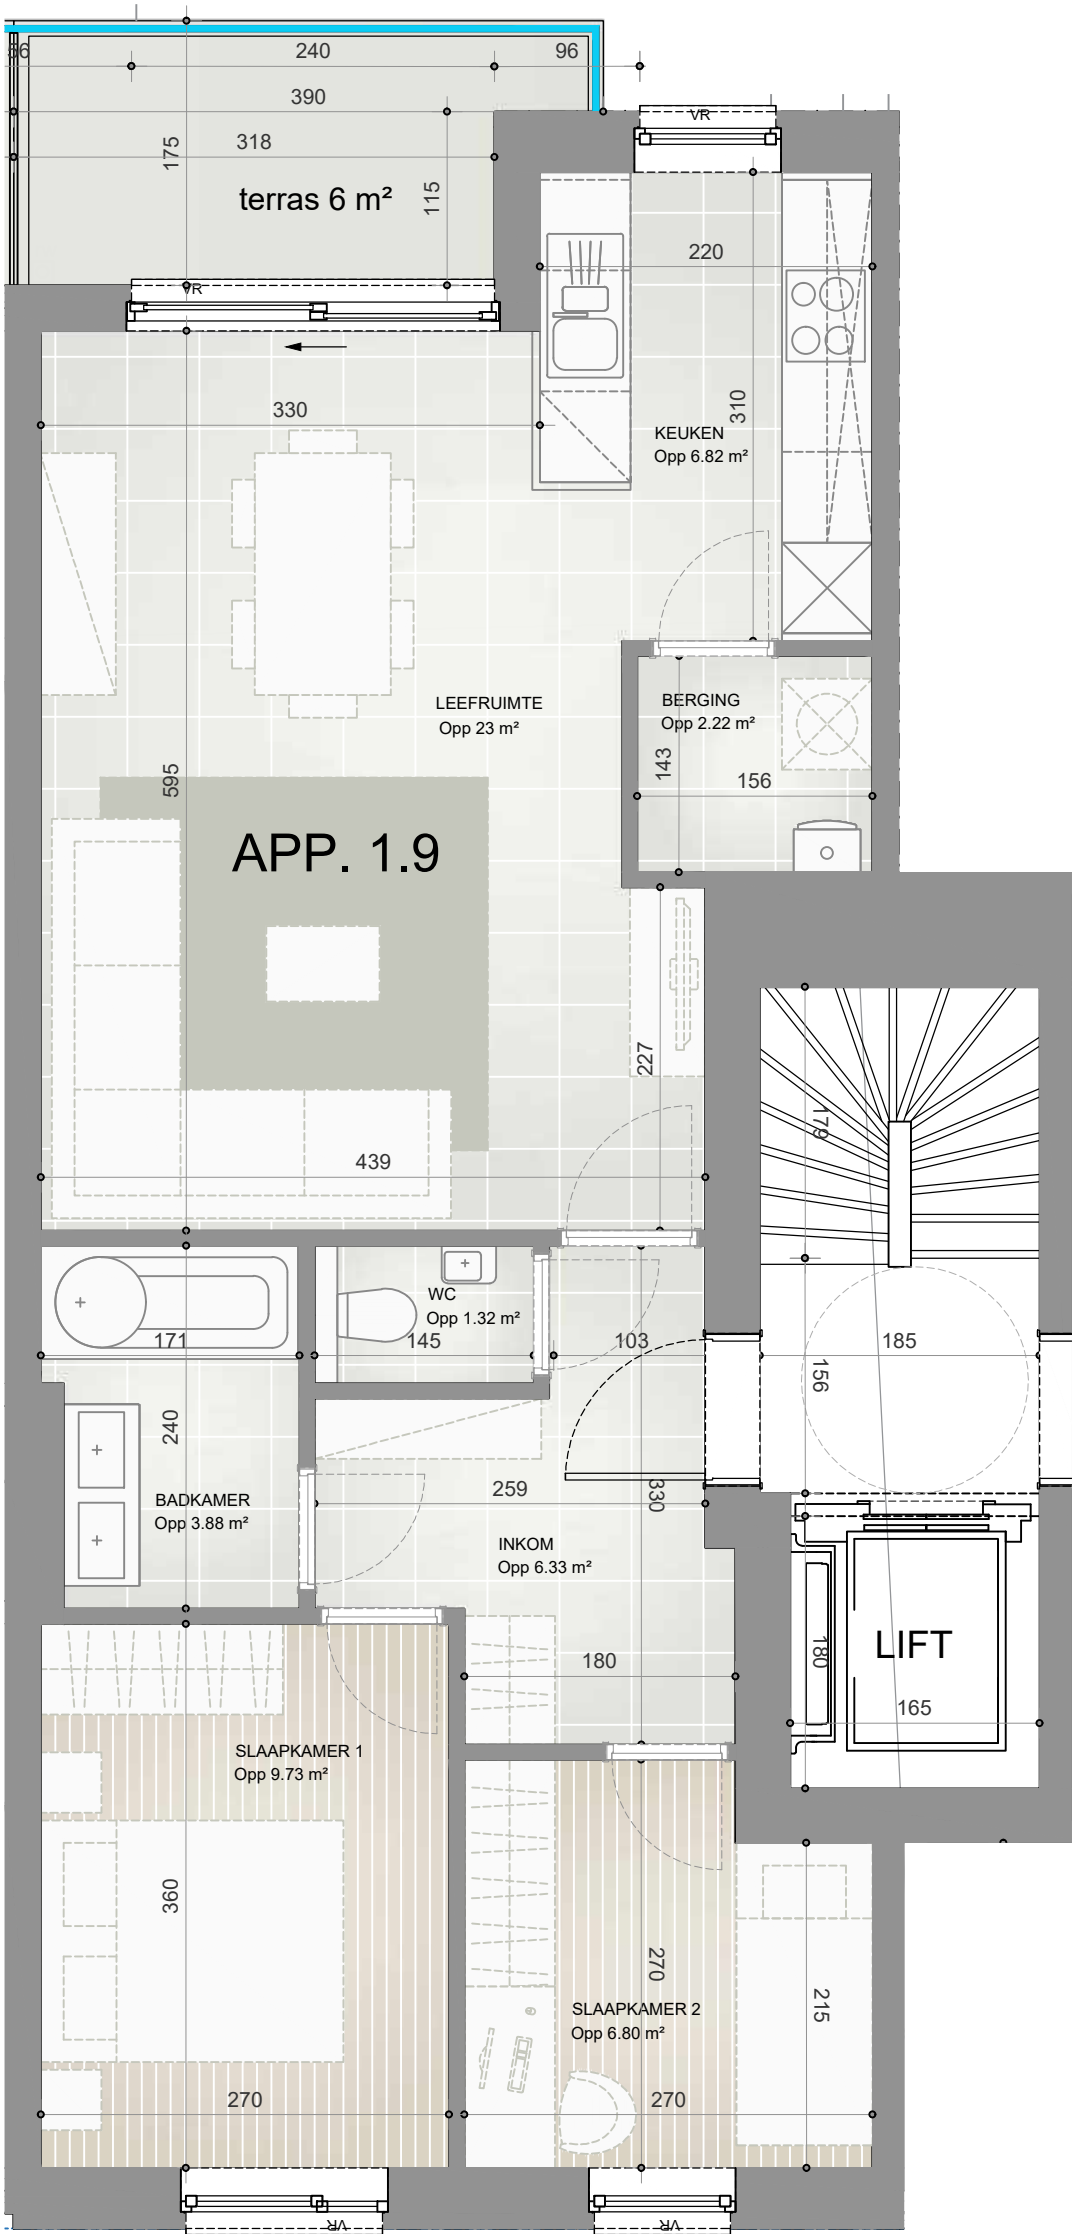 240
96
390
318
175
115
terras 6 m²
VR
VR
220
330
310
KEUKEN
Opp 6.82 m²
LEEFRUIMTE
Opp 23 m²
BERGING
Opp 2.22 m²
143
156
595
APP. 1.9
227
439
179
WC
Opp 1.32 m²
171
145
103
185
156
240
259
330
BADKAMER
Opp 3.88 m²
INKOM
Opp 6.33 m²
180
LIFT
180
165
SLAAPKAMER 1
Opp 9.73 m²
360
270
215
SLAAPKAMER 2
Opp 6.80 m²
270
270
VR
VR